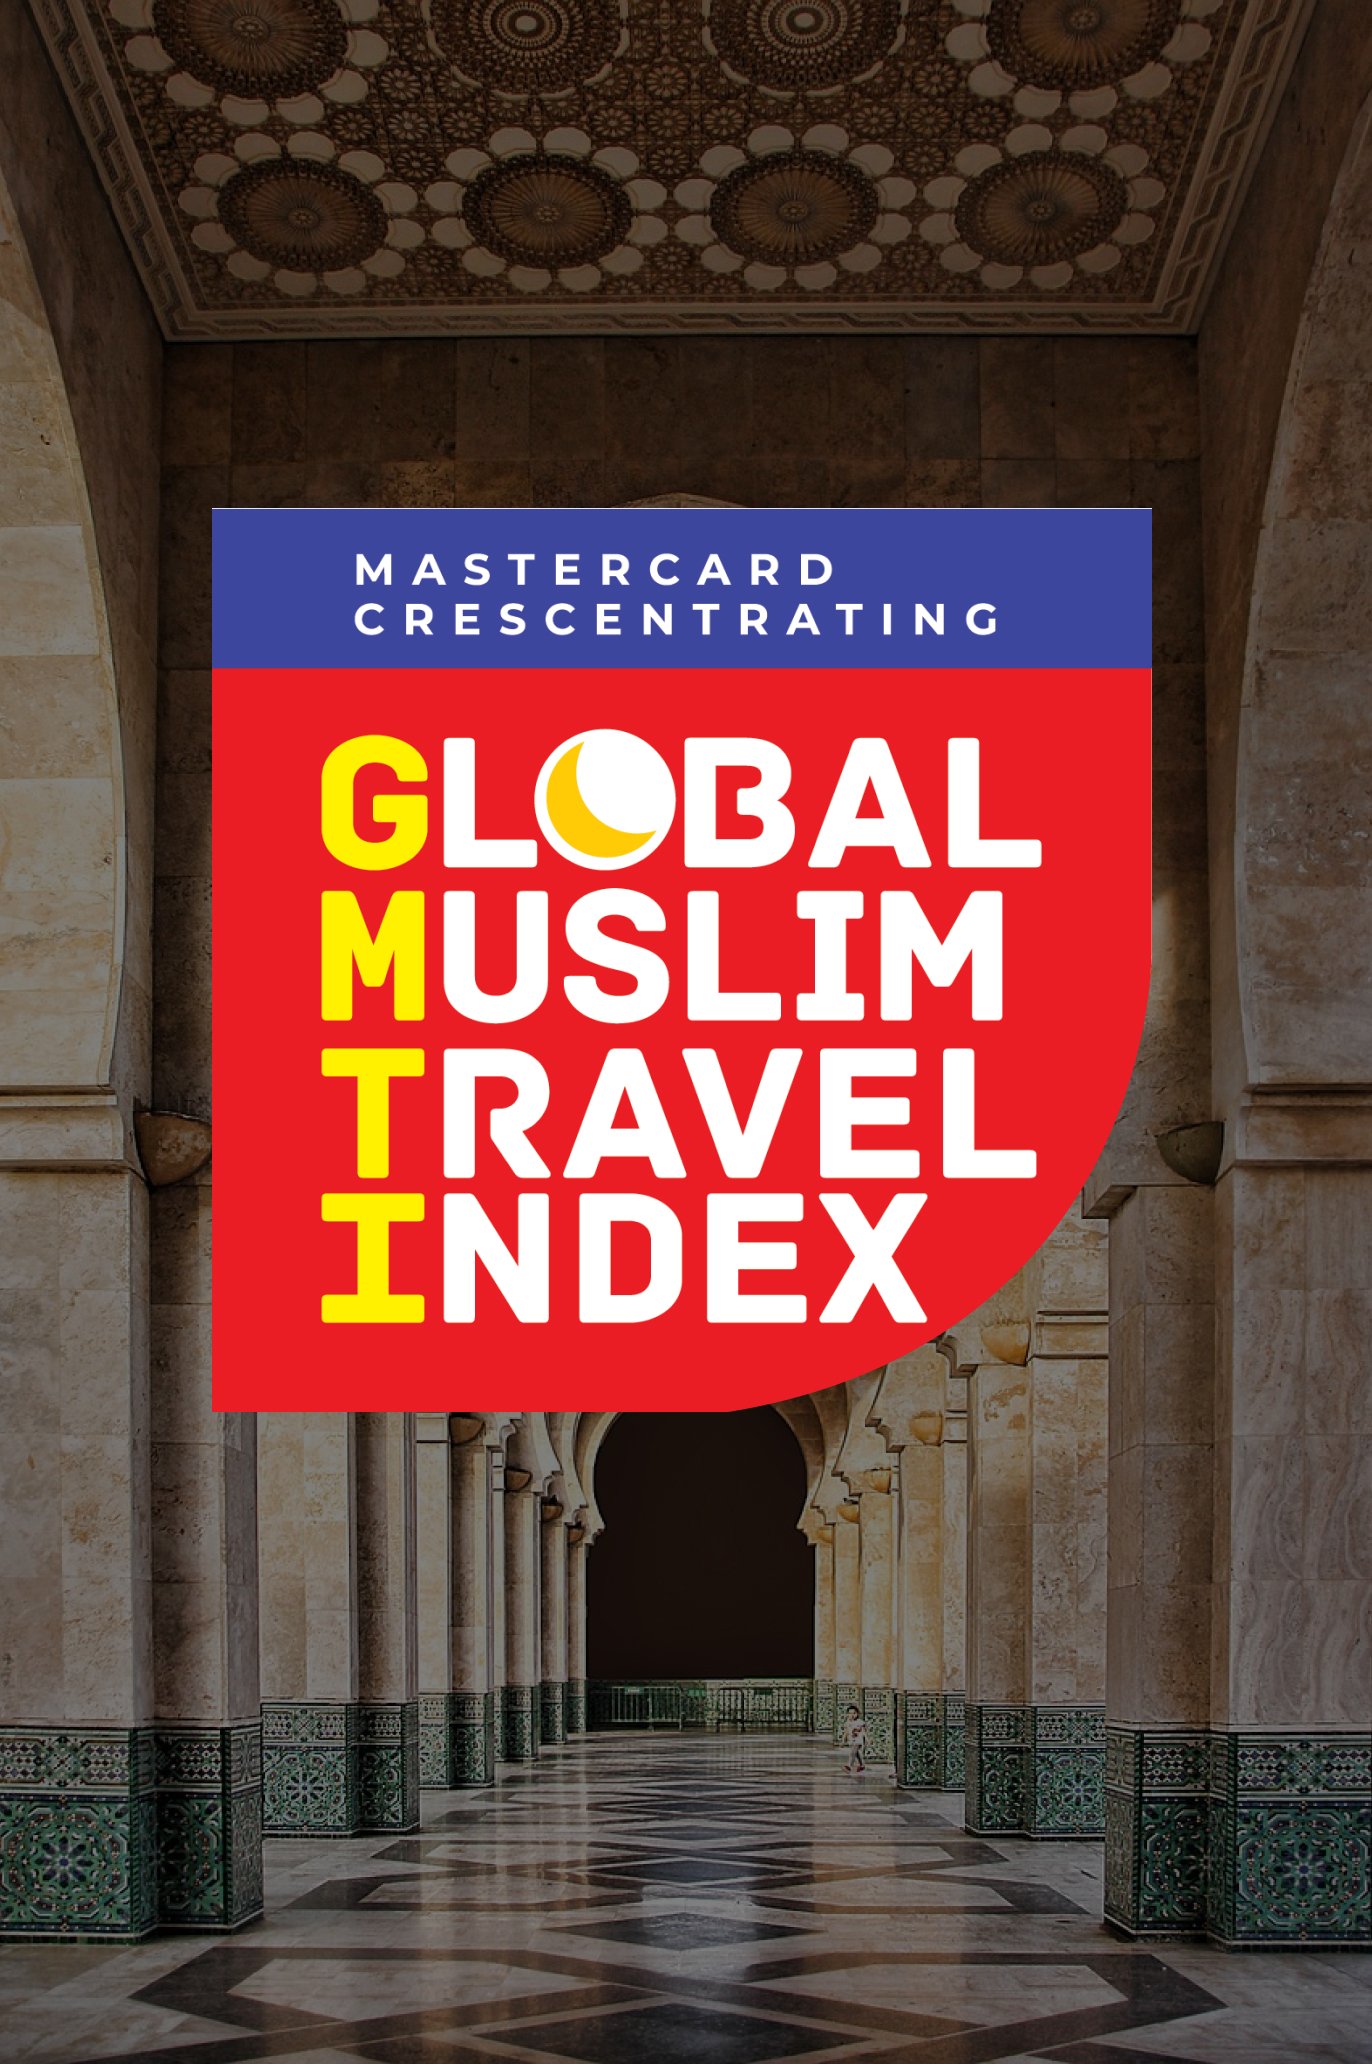 MASTERCARD
CRESCENTRATING
GLOBAL
MUSLIM
TRAVEL
INDEX